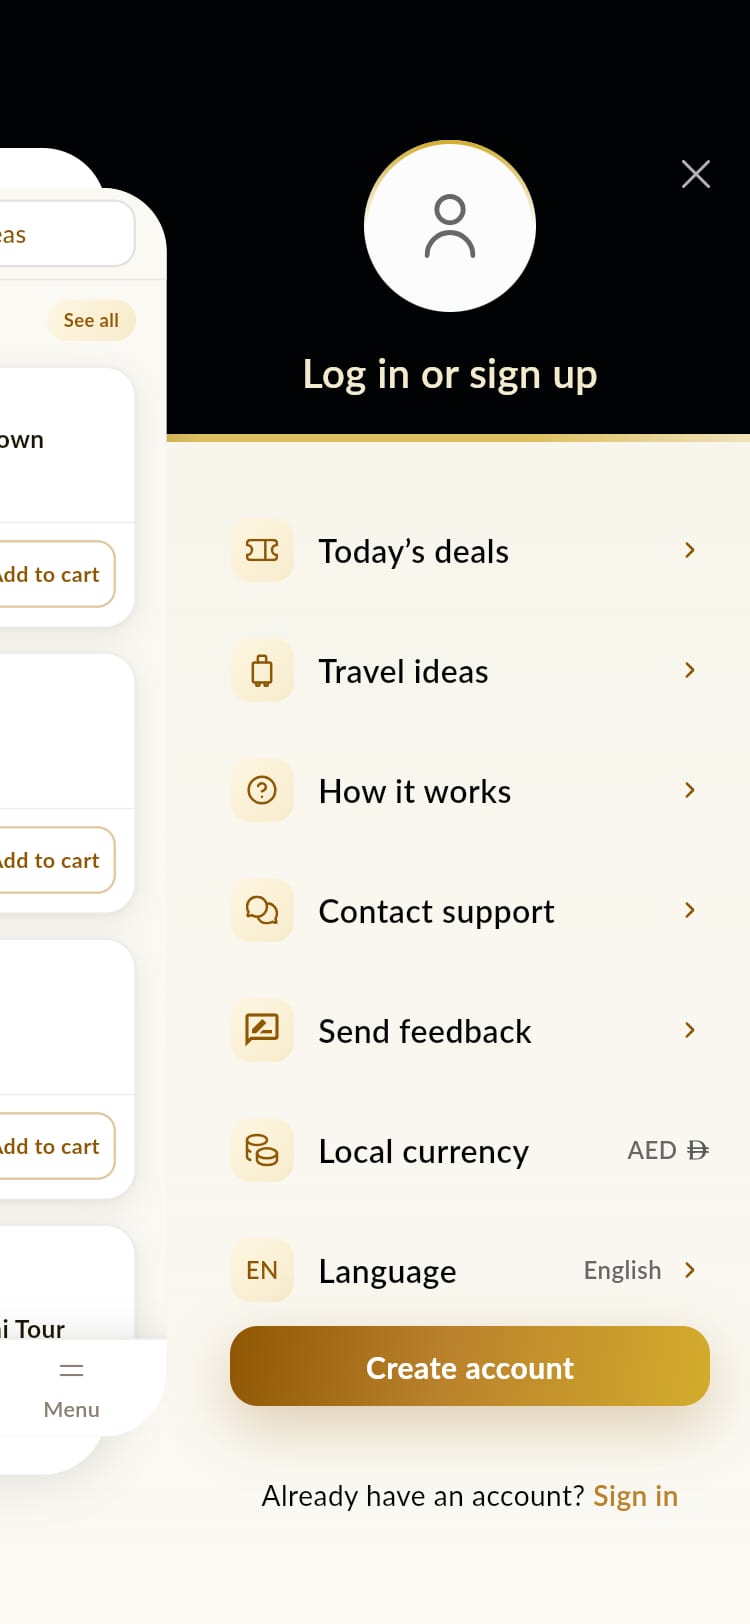 eas
See all
own
Add to cart
Add to cart
Add to cart
i Tour
Menu
Log in or sign up
Today’s deals
Travel ideas
How it works
Contact support
Send feedback
Local currency AED
EN Language English
Create account
Already have an account? Sign in